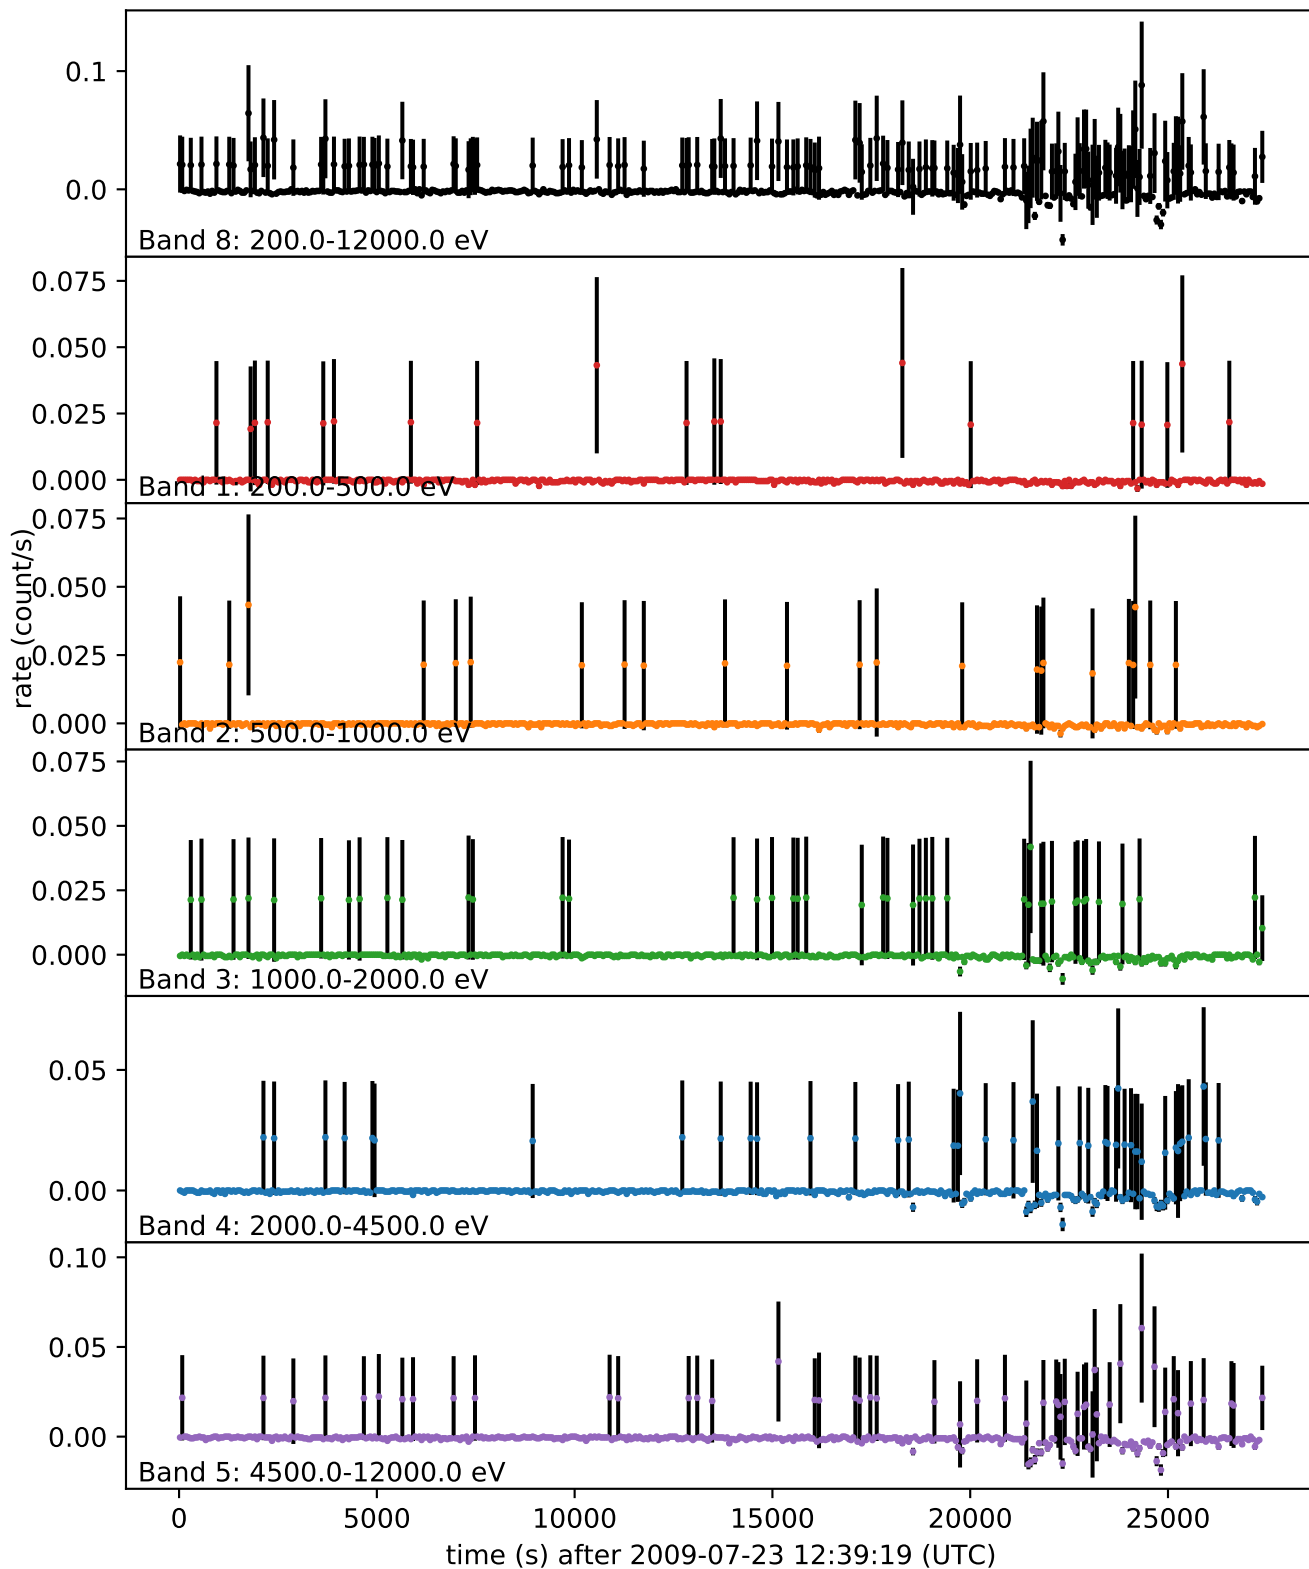 0.1
0.0
Band 8: 200.0-12000.0 eV
0.075
0.050
0.025
0.000
Band 1: 200.0-500.0 eV
0.075
0.050
0.025
0.000
Band 2: 500.0-1000.0 eV
rate (count/s)
0.075
0.050
0.025
0.000
Band 3: 1000.0-2000.0 eV
0.05
0.00
Band 4: 2000.0-4500.0 eV
0.10
0.05
0.00
Band 5: 4500.0-12000.0 eV
0 5000 10000 15000 20000 25000
time (s) after 2009-07-23 12:39:19 (UTC)